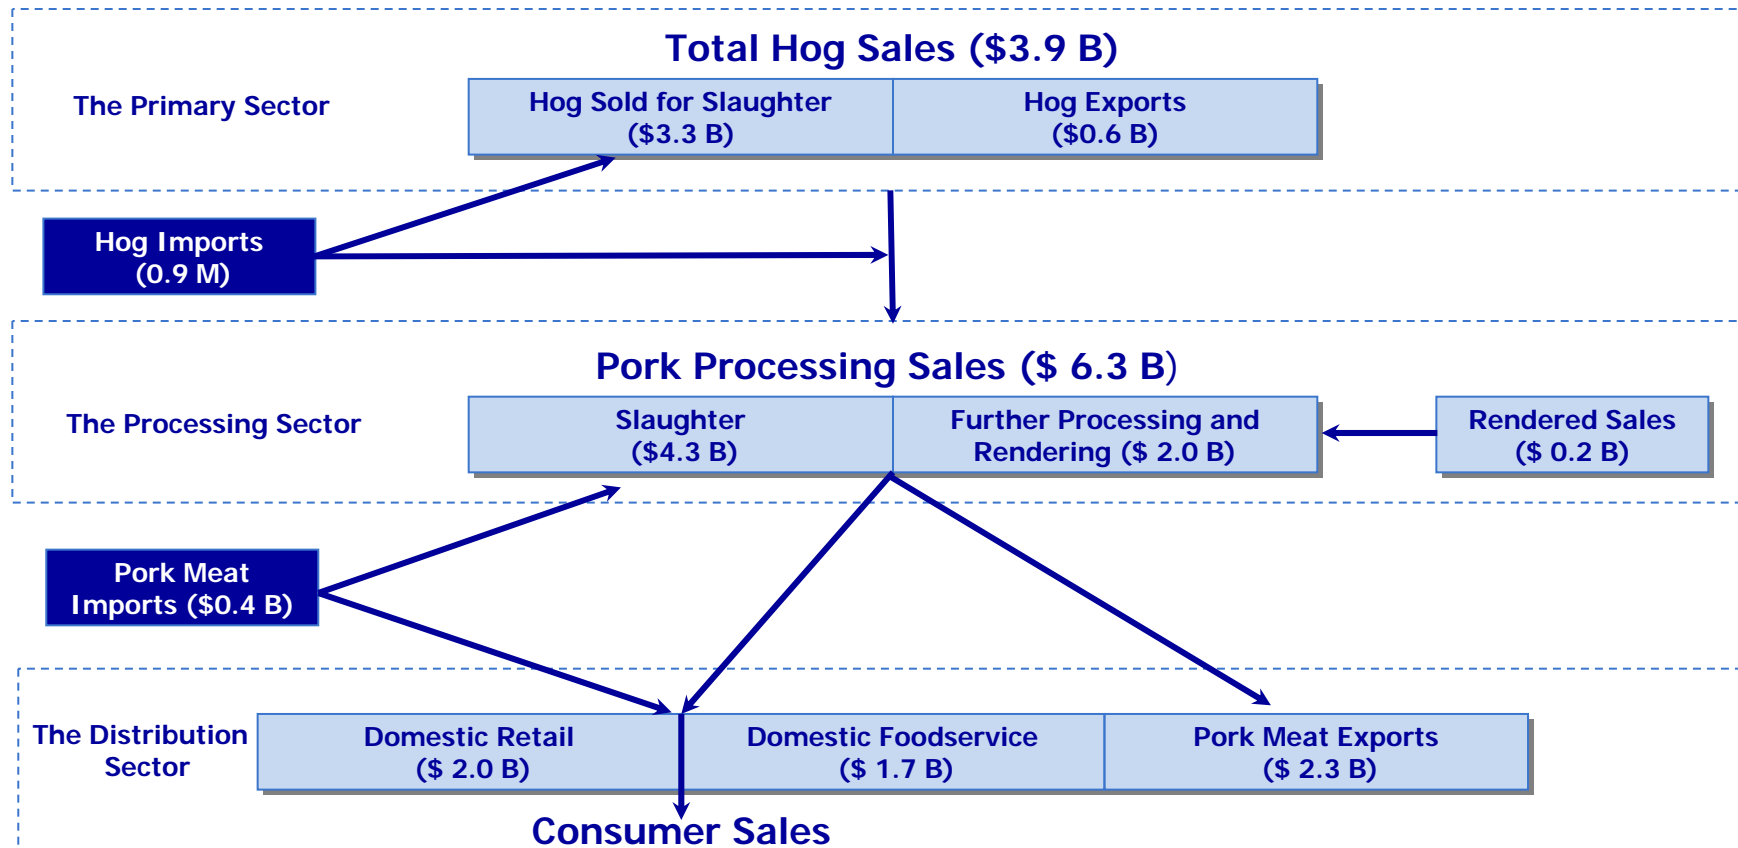 Total Hog Sales ($3.9 B)
The Primary Sector
Hog Sold for Slaughter
($3.3 B)
Hog Exports
($0.6 B)
Hog Imports
(0.9 M)
Pork Processing Sales ($ 6.3 B)
The Processing Sector
Slaughter
($4.3 B)
Further Processing and
Rendering ($ 2.0 B)
Rendered Sales
($ 0.2 B)
Pork Meat
Imports ($0.4 B)
The Distribution
Sector
Domestic Retail
($ 2.0 B)
Domestic Foodservice
($ 1.7 B)
Pork Meat Exports
($ 2.3 B)
Consumer Sales